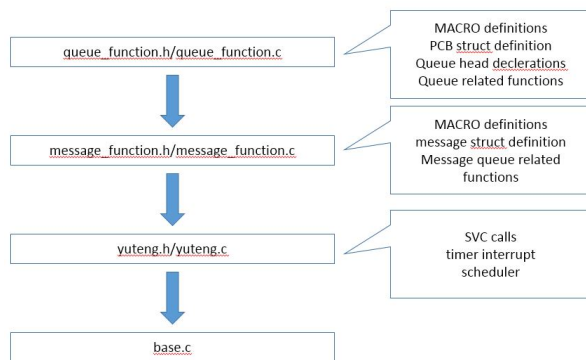 queue_function.h/queue_function.c
MACRO definitions
PCB struct definition
Queue head declerations
Queue related functions
message_function.h/message_function.c
MACRO definitions
message struct definition
Message queue related
functions
yuteng.h/yuteng.c
SVC calls
timer interrupt
scheduler
base.c